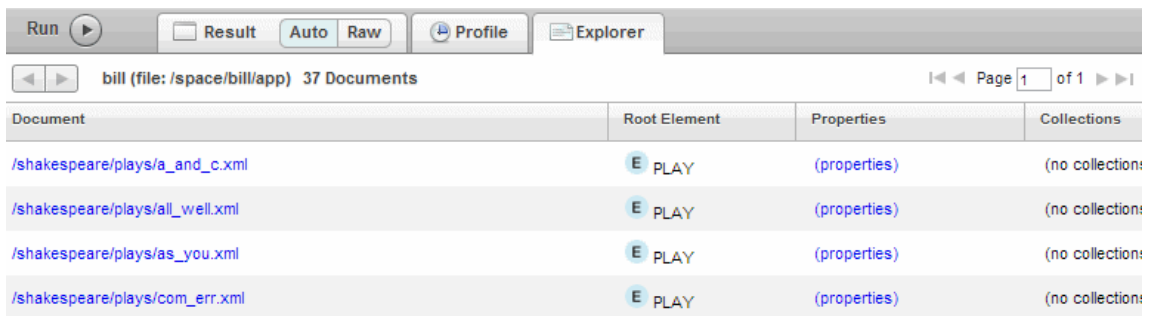 Run Result Auto Raw Profile Explorer
bill (file: /space/bill/app) 37 Documents Page 1 of 1
Document Root Element Properties Collections
/shakespeare/plays/a_and_c.xml E PLAY (properties) (no collections
/shakespeare/plays/all_well.xml E PLAY (properties) (no collections
/shakespeare/plays/as_you.xml E PLAY (properties) (no collections
/shakespeare/plays/com_err.xml E PLAY (properties) (no collections